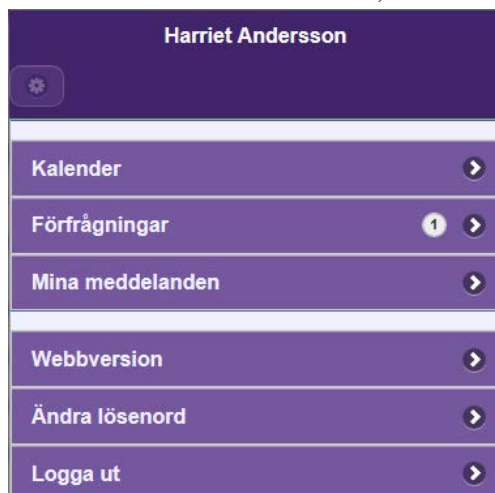 Harriet Andersson
Kalender
Förfrågningar 1
Mina meddelanden
Webbversion
Ändra lösenord
Logga ut